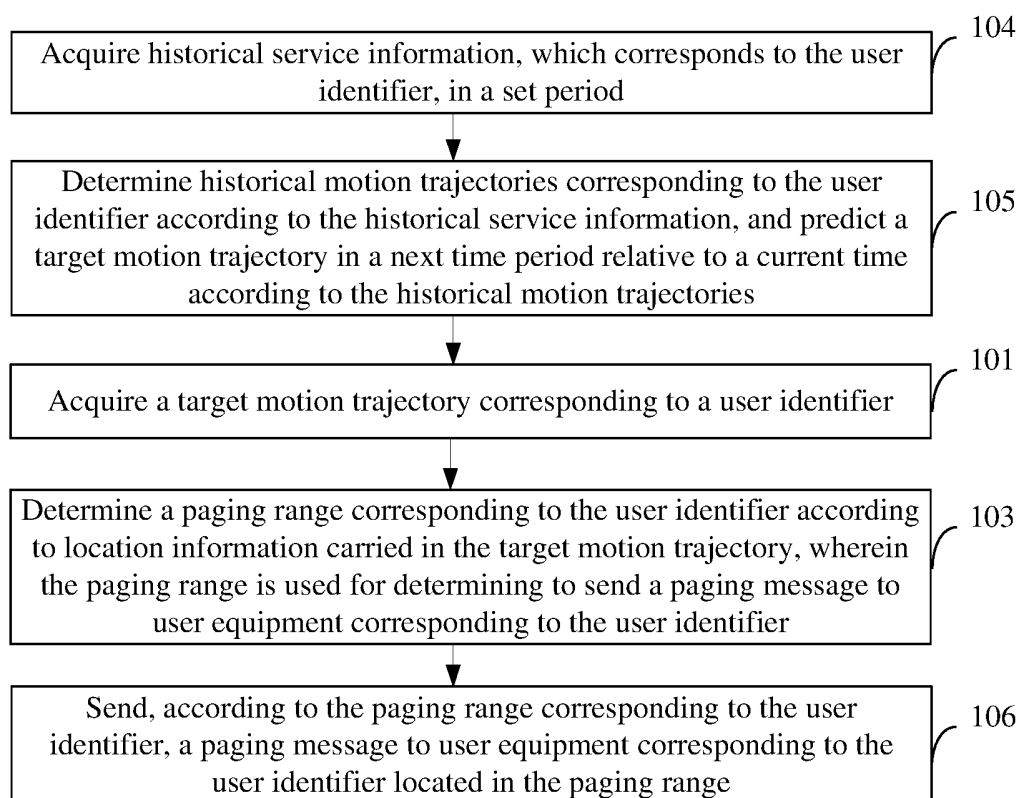 104
Acquire historical service information, which corresponds to the user
identifier, in a set period
Determine historical motion trajectories corresponding to the user
identifier according to the historical service information, and predict a
target motion trajectory in a next time period relative to a current time
according to the historical motion trajectories
105
101
Acquire a target motion trajectory corresponding to a user identifier
Determine a paging range corresponding to the user identifier according
to location information carried in the target motion trajectory, wherein
the paging range is used for determining to send a paging message to
user equipment corresponding to the user identifier
103
Send, according to the paging range corresponding to the user
identifier, a paging message to user equipment corresponding to the
user identifier located in the paging range
106